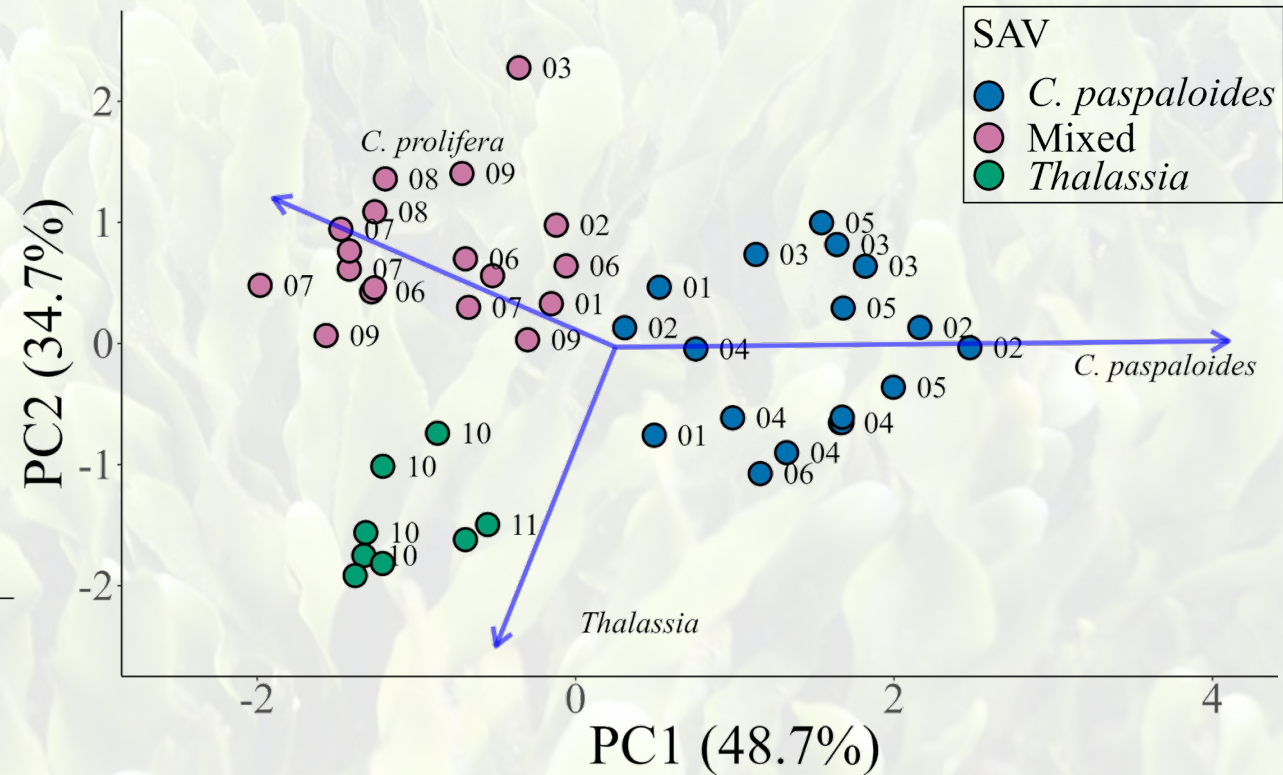 SAV
C. paspaloides
Mixed
Thalassia
03
2
C. prolifera
08 09
08
07 02 05
07 06 06 03 03
07 06 07 01 01 05
09 09 02 04 02 02
0
1
C. paspaloides
05
01 04 04
10 04
-1
10 06
10 11
10
-2
Thalassia
PC2 (34.7%)
-2 0 2 4
PC1 (48.7%)